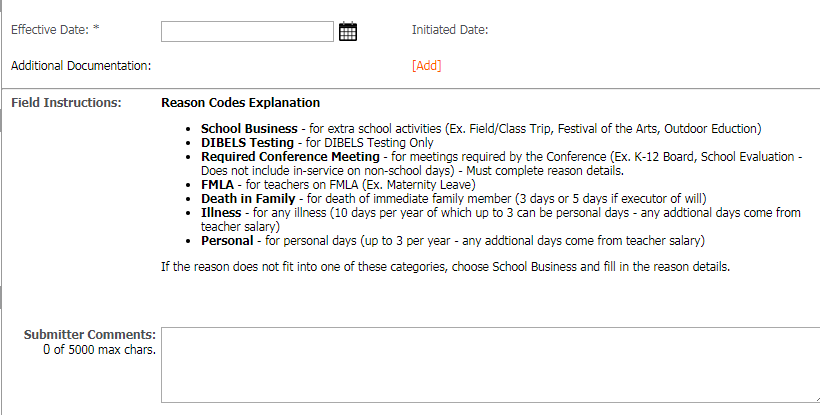 Effective Date: *
Initiated Date:
Additional Documentation:
[Add]
Field Instructions:
Reason Codes Explanation
• School Business - for extra school activities (Ex. Field/Class Trip, Festival of the Arts, Outdoor Eduction)
• DIBELS Testing - for DIBELS Testing Only
• Required Conference Meeting - for meetings required by the Conference (Ex. K-12 Board, School Evaluation -
Does not include in-service on non-school days) - Must complete reason details.
• FMLA - for teachers on FMLA (Ex. Maternity Leave)
• Death in Family - for death of immediate family member (3 days or 5 days if executor of will)
• Illness - for any illness (10 days per year of which up to 3 can be personal days - any addtional days come from
teacher salary)
• Personal - for personal days (up to 3 per year - any addtional days come from teacher salary)
If the reason does not fit into one of these categories, choose School Business and fill in the reason details.
Submitter Comments:
0 of 5000 max chars.